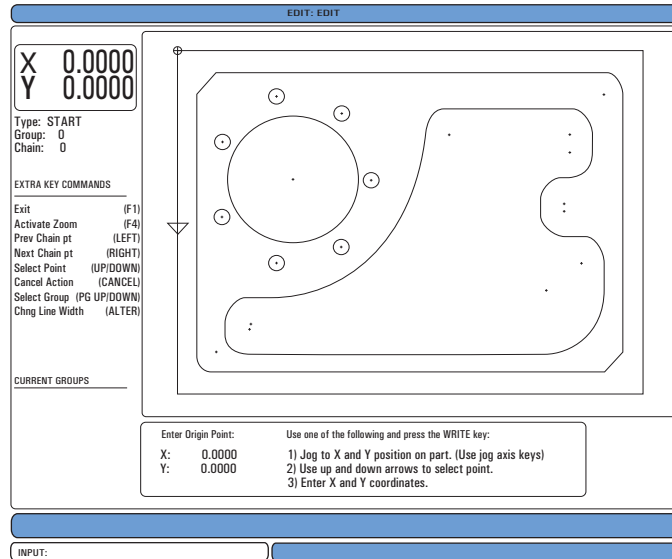 EDIT: EDIT
X 0.0000
Y 0.0000
Type: START
Group: 0
Chain: 0
EXTRA KEY COMMANDS
Exit (F1)
Activate Zoom (F4)
Prev Chain pt (LEFT)
Next Chain pt (RIGHT)
Select Point (UP/DOWN)
Cancel Action (CANCEL)
Select Group (PG UP/DOWN)
Chng Line Width (ALTER)
CURRENT GROUPS
Enter Origin Point:
X: 0.0000
Y: 0.0000
Use one of the following and press the WRITE key:
1) Jog to X and Y position on part. (Use jog axis keys)
2) Use up and down arrows to select point.
3) Enter X and Y coordinates.
INPUT: